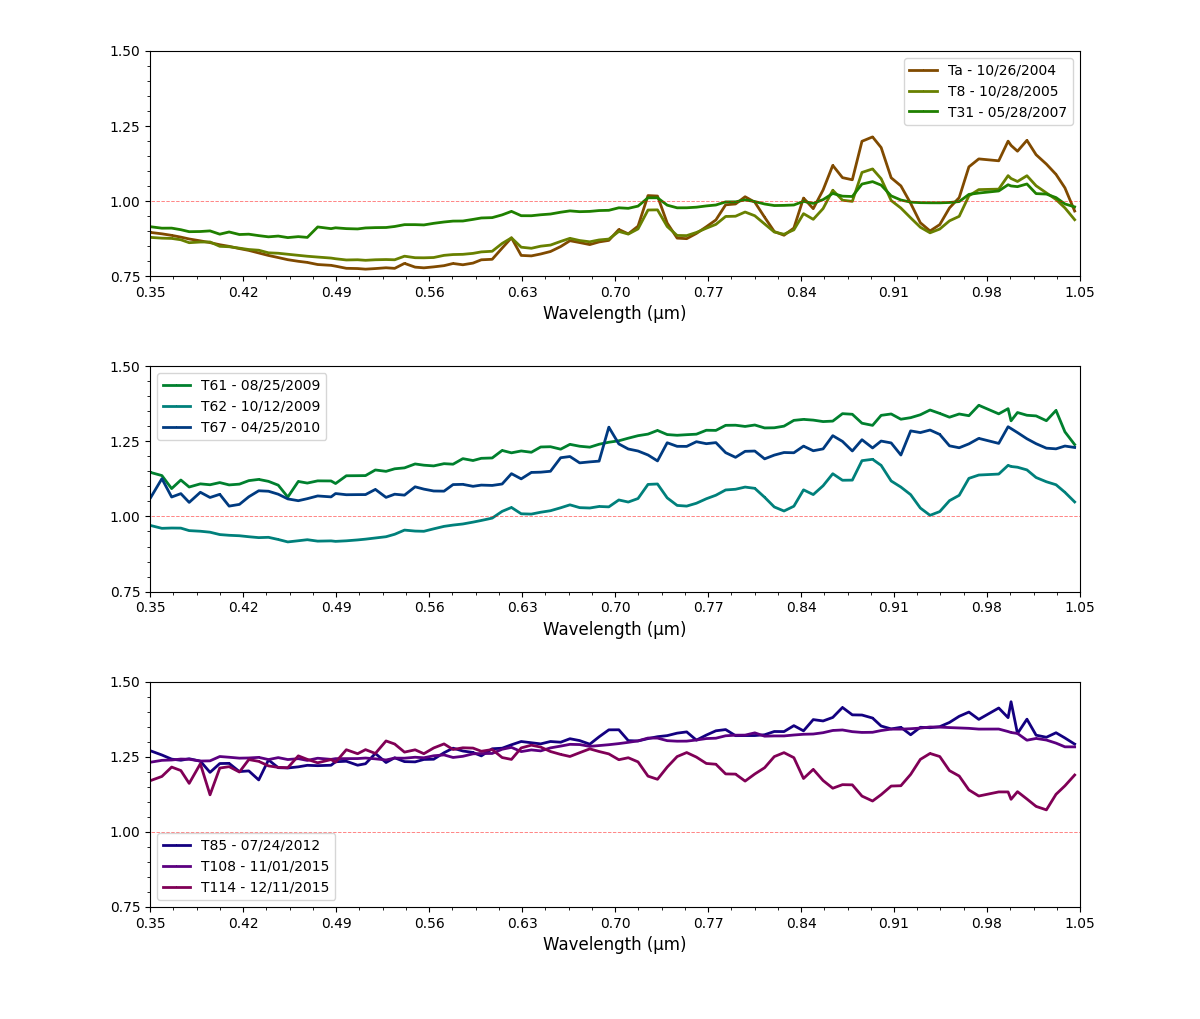 1.50
1.25
1.00
0.75
Ta - 10/26/2004
T8 - 10/28/2005
T31 - 05/28/2007
0.35 0.42 0.49 0.56 0.63 0.70 0.77 0.84 0.91 0.98 1.05
Wavelength (µm)
1.50
1.25
1.00
0.75
T61 - 08/25/2009
T62 - 10/12/2009
T67 - 04/25/2010
0.35 0.42 0.49 0.56 0.63 0.70 0.77 0.84 0.91 0.98 1.05
Wavelength (µm)
1.50
1.25
1.00
0.75
T85 - 07/24/2012
T108 - 11/01/2015
T114 - 12/11/2015
0.35 0.42 0.49 0.56 0.63 0.70 0.77 0.84 0.91 0.98 1.05
Wavelength (µm)